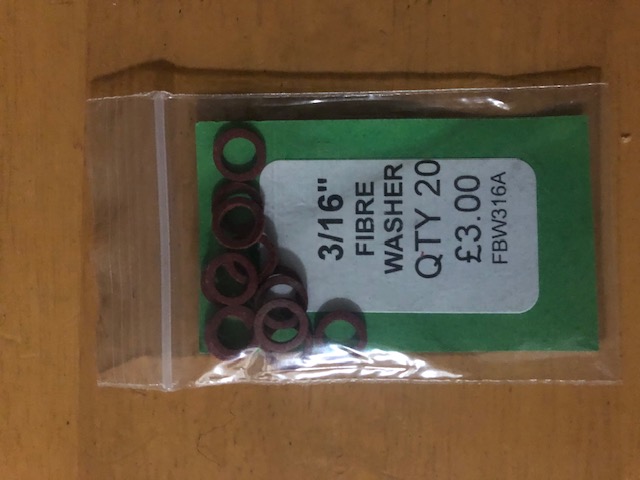 3/16"
FIBRE
WASHER
QTY 20
£3.00
FBW316A